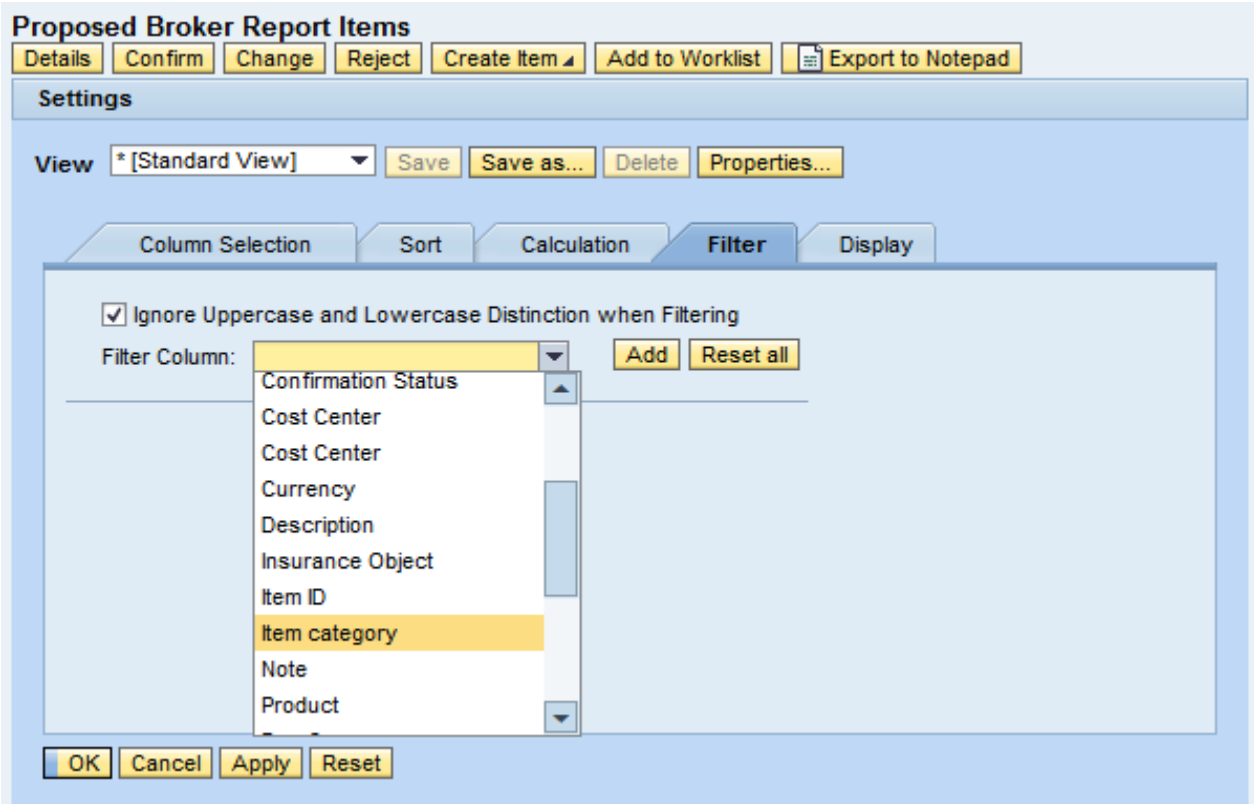 Proposed Broker Report Items
Details Confirm Change Reject Create Item Add to Worklist Export to Notepad
Settings
View * [Standard View] Save Save as... Delete Properties...
Column Selection Sort Calculation Filter Display
Ignore Uppercase and Lowercase Distinction when Filtering
Filter Column: Add Reset all
Confirmation Status
Cost Center
Cost Center
Currency
Description
Insurance Object
Item ID
Item category
Note
Product
OK Cancel Apply Reset